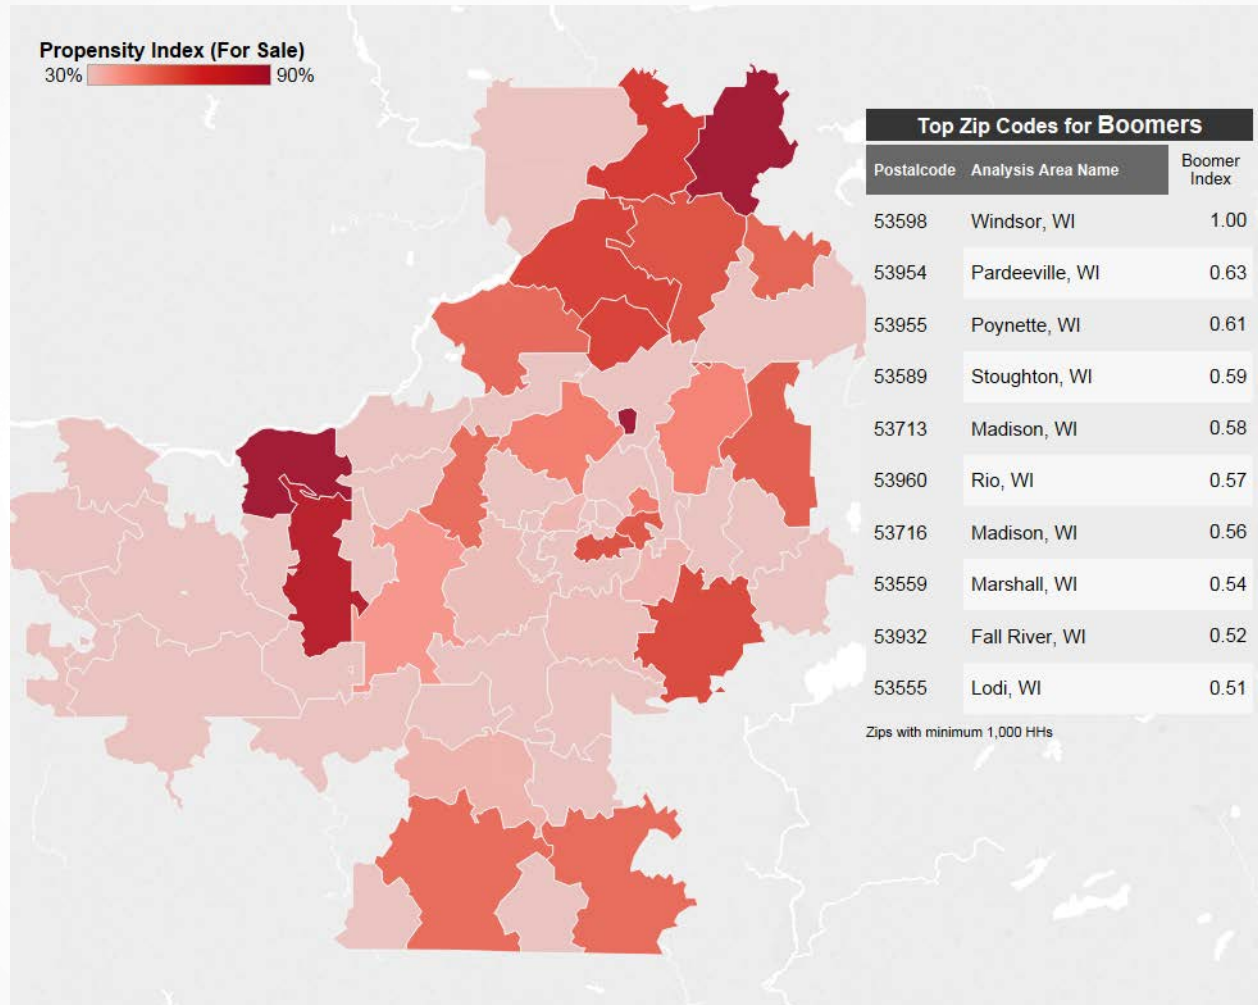 Propensity Index (For Sale)
30% 90%
Top Zip Codes for Boomers
Postalcode Analysis Area Name Boomer Index
53598 Windsor, WI 1.00
53954 Pardeeville, WI 0.63
53955 Poynette, WI 0.61
53589 Stoughton, WI 0.59
53713 Madison, WI 0.58
53960 Rio, WI 0.57
53716 Madison, WI 0.56
53559 Marshall, WI 0.54
53932 Fall River, WI 0.52
53555 Lodi, WI 0.51
Zips with minimum 1,000 HHs